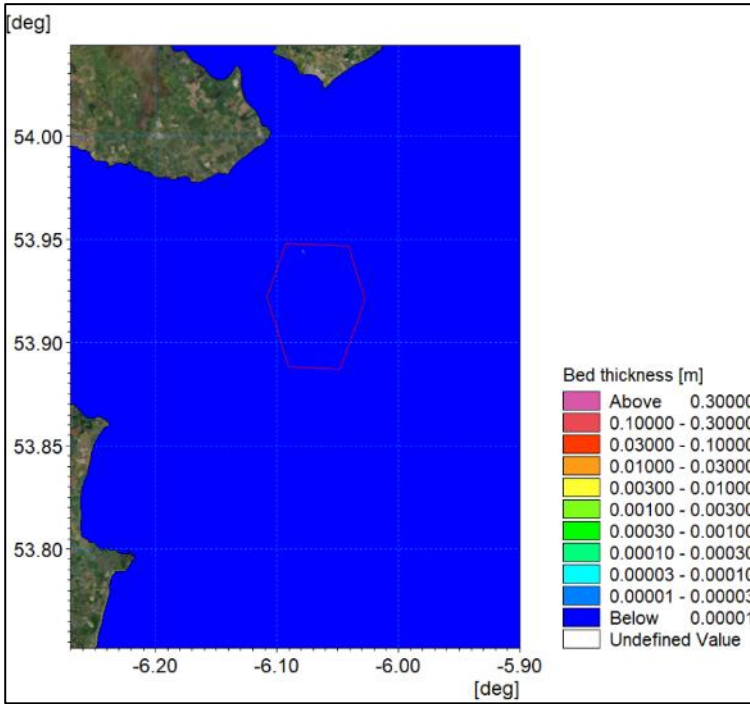 [deg]
54.00
53.95
53.90
53.85
53.80
-6.20 -6.10 -6.00 -5.90
[deg]
Bed thickness [m]
Above 0.30000
0.10000 - 0.30000
0.03000 - 0.10000
0.01000 - 0.03000
0.00300 - 0.01000
0.00100 - 0.00300
0.00030 - 0.00100
0.00010 - 0.00030
0.00003 - 0.00010
0.00001 - 0.00003
Below 0.00001
Undefined Value